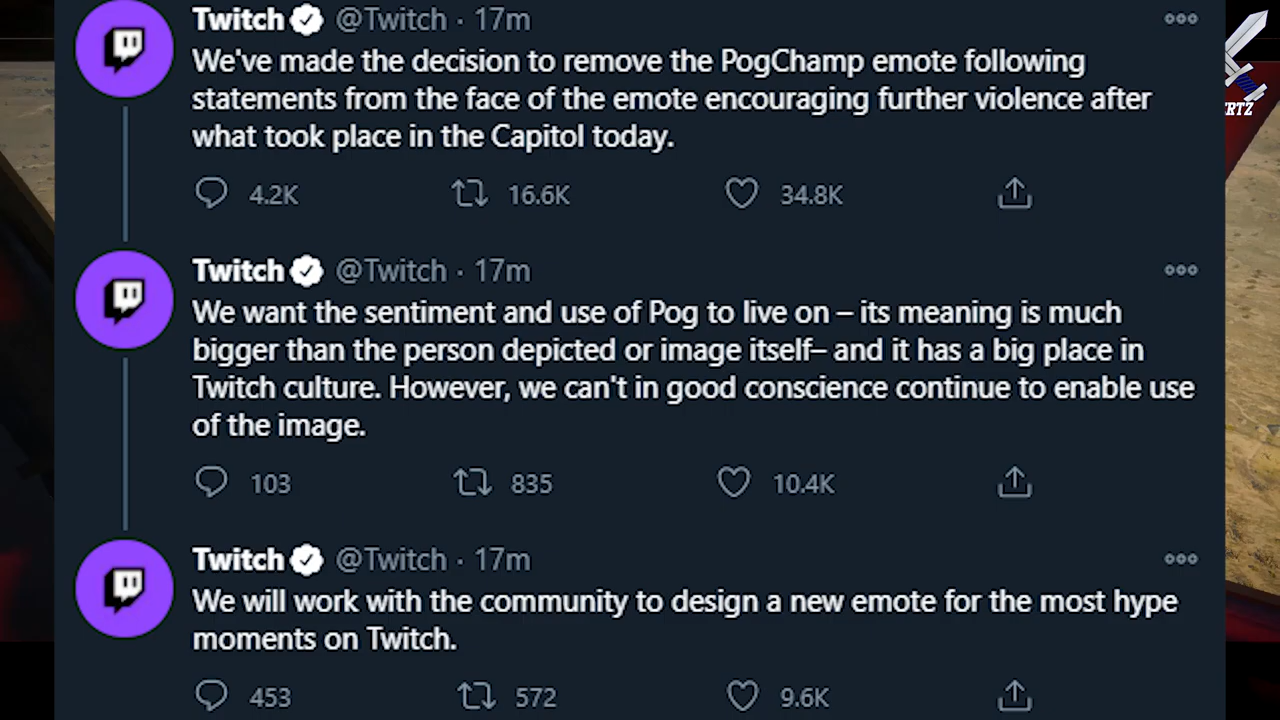 Twitch @Twitch · 17m
We've made the decision to remove the PogChamp emote following
statements from the face of the emote encouraging further violence after
what took place in the Capitol today.
4.2K 16.6K 34.8K
Twitch @Twitch · 17m
We want the sentiment and use of Pog to live on – its meaning is much
bigger than the person depicted or image itself– and it has a big place in
Twitch culture. However, we can't in good conscience continue to enable use
of the image.
103 835 10.4K
Twitch @Twitch · 17m
We will work with the community to design a new emote for the most hype
moments on Twitch.
453 572 9.6K